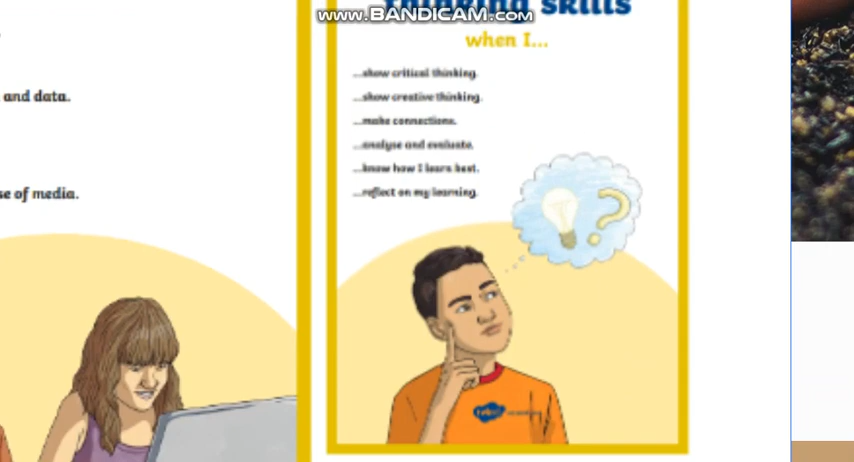 www.BANDICAM.com
thinking skills
when I...
...show critical thinking.
...show creative thinking.
...make connections.
...analyse and evaluate.
...know how I learn best.
...reflect on my learning.
and data.
se of media.